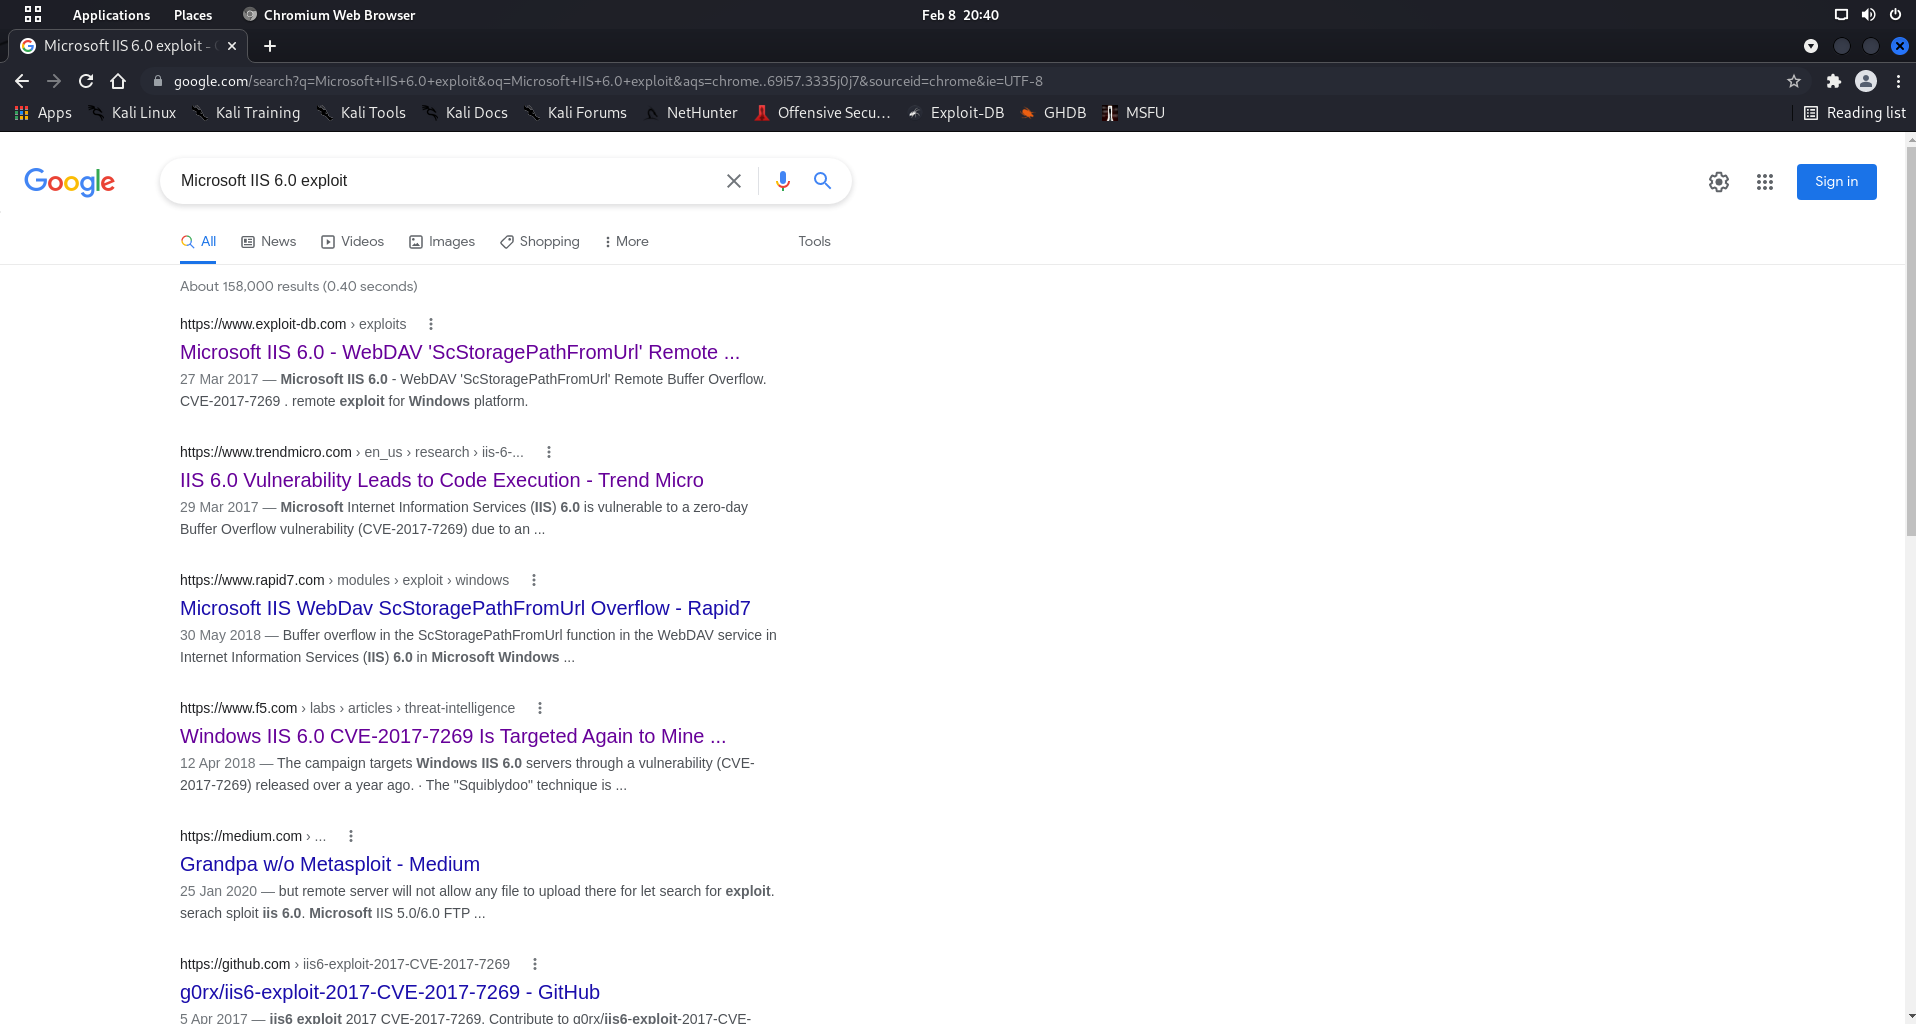 Applications Places Chromium Web Browser Feb 8 20:40
Microsoft IIS 6.0 exploit -
google.com/search?q=Microsoft+IIS+6.0+exploit&oq=Microsoft+IIS+6.0+exploit&aqs=chrome..69i57.3335j0j7&sourceid=chrome&ie=UTF-8
Apps Kali Linux Kali Training Kali Tools Kali Docs Kali Forums NetHunter Offensive Secu… Exploit-DB GHDB MSFU Reading list
Google Microsoft IIS 6.0 exploit Sign in
All News Videos Images Shopping More Tools
About 158,000 results (0.40 seconds)
https://www.exploit-db.com › exploits
Microsoft IIS 6.0 - WebDAV 'ScStoragePathFromUrl' Remote ...
27 Mar 2017 — Microsoft IIS 6.0 - WebDAV 'ScStoragePathFromUrl' Remote Buffer Overflow.
CVE-2017-7269 . remote exploit for Windows platform.
https://www.trendmicro.com › en_us › research › iis-6-...
IIS 6.0 Vulnerability Leads to Code Execution - Trend Micro
29 Mar 2017 — Microsoft Internet Information Services (IIS) 6.0 is vulnerable to a zero-day
Buffer Overflow vulnerability (CVE-2017-7269) due to an ...
https://www.rapid7.com › modules › exploit › windows
Microsoft IIS WebDav ScStoragePathFromUrl Overflow - Rapid7
30 May 2018 — Buffer overflow in the ScStoragePathFromUrl function in the WebDAV service in
Internet Information Services (IIS) 6.0 in Microsoft Windows ...
https://www.f5.com › labs › articles › threat-intelligence
Windows IIS 6.0 CVE-2017-7269 Is Targeted Again to Mine ...
12 Apr 2018 — The campaign targets Windows IIS 6.0 servers through a vulnerability (CVE-
2017-7269) released over a year ago. · The "Squiblydoo" technique is ...
https://medium.com › ...
Grandpa w/o Metasploit - Medium
25 Jan 2020 — but remote server will not allow any file to upload there for let search for exploit.
serach sploit iis 6.0. Microsoft IIS 5.0/6.0 FTP ...
https://github.com › iis6-exploit-2017-CVE-2017-7269
g0rx/iis6-exploit-2017-CVE-2017-7269 - GitHub
5 Apr 2017 — iis6 exploit 2017 CVE-2017-7269. Contribute to g0rx/iis6-exploit-2017-CVE-